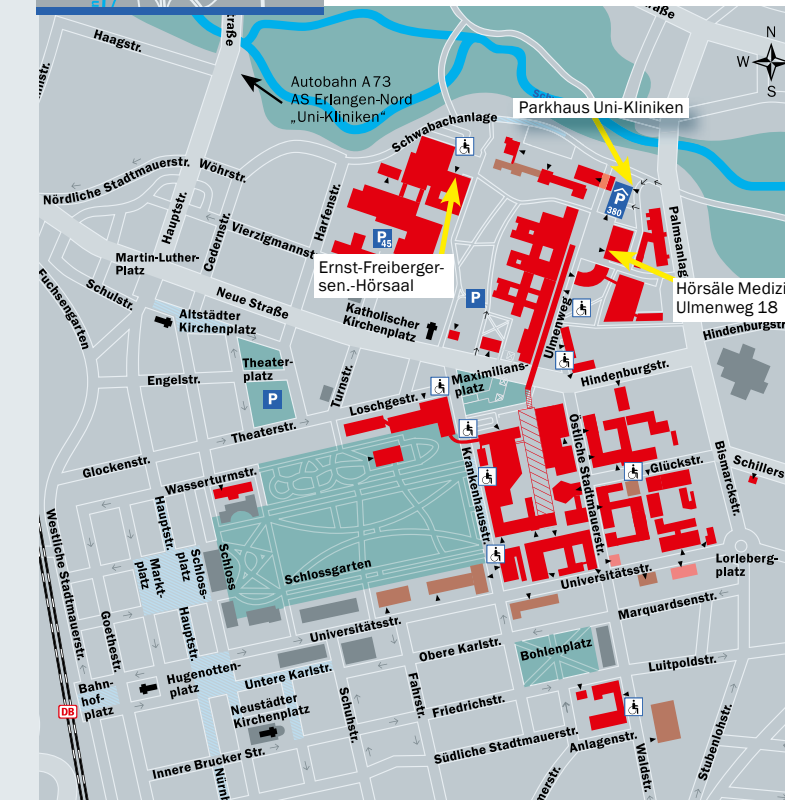 Haagstr.
Autobahn A73
AS Erlangen-Nord
„Uni-Kliniken“
Parkhaus Uni-Kliniken
N
W
S
Schwabachanlage
Nördliche Stadtmauerstr.
Wöhrstr.
Hauptstr.
Cedernstr.
Vierzigmannstr
Harfenstr.
P
45
P
380
Palmsanlag
Martin-Luther-
Platz
Ernst-Freiberger-
sen.-Hörsaal
Hörsäle Medizi
Ulmenweg 18
Fuchsengarten
Schulstr.
Neue Straße
Altstädter
Kirchenplatz
Katholischer
Kirchenplatz
P
Ulmenweg
Hindenburgstr
Engelstr.
Theater-
platz
P
Turnstr.
Loschgestr.
Maximilians-
platz
Hindenburgstr.
Theaterstr.
Glockenstr.
Wasserturmstr.
Krankenhausstr.
Östliche Stadtmauerstr.
Glückstr.
Bismarckstr.
Schillers
Westliche Stadtmauerstr.
Hauptstr.
Markt-
platz
Schloss-
platz
Schloss
Schlossgarten
Universitätsstr.
Lorleberg-
platz
Goethestr.
Hauptstr.
Universitätsstr.
Marquardsenstr.
Obere Karlstr.
Bohlenplatz
Luitpoldstr.
Bahn-
hof-
platz
Hugenotten-
platz
Untere Karlstr.
DB
Neustädter
Kirchenplatz
Schuhstr.
Fahrstr.
Friedrichstr.
Südliche Stadtmauerstr.
Anlagenstr.
Waldstr.
Stubenlohstr.
Innere Brucker Str.
Nürnb
merstr.